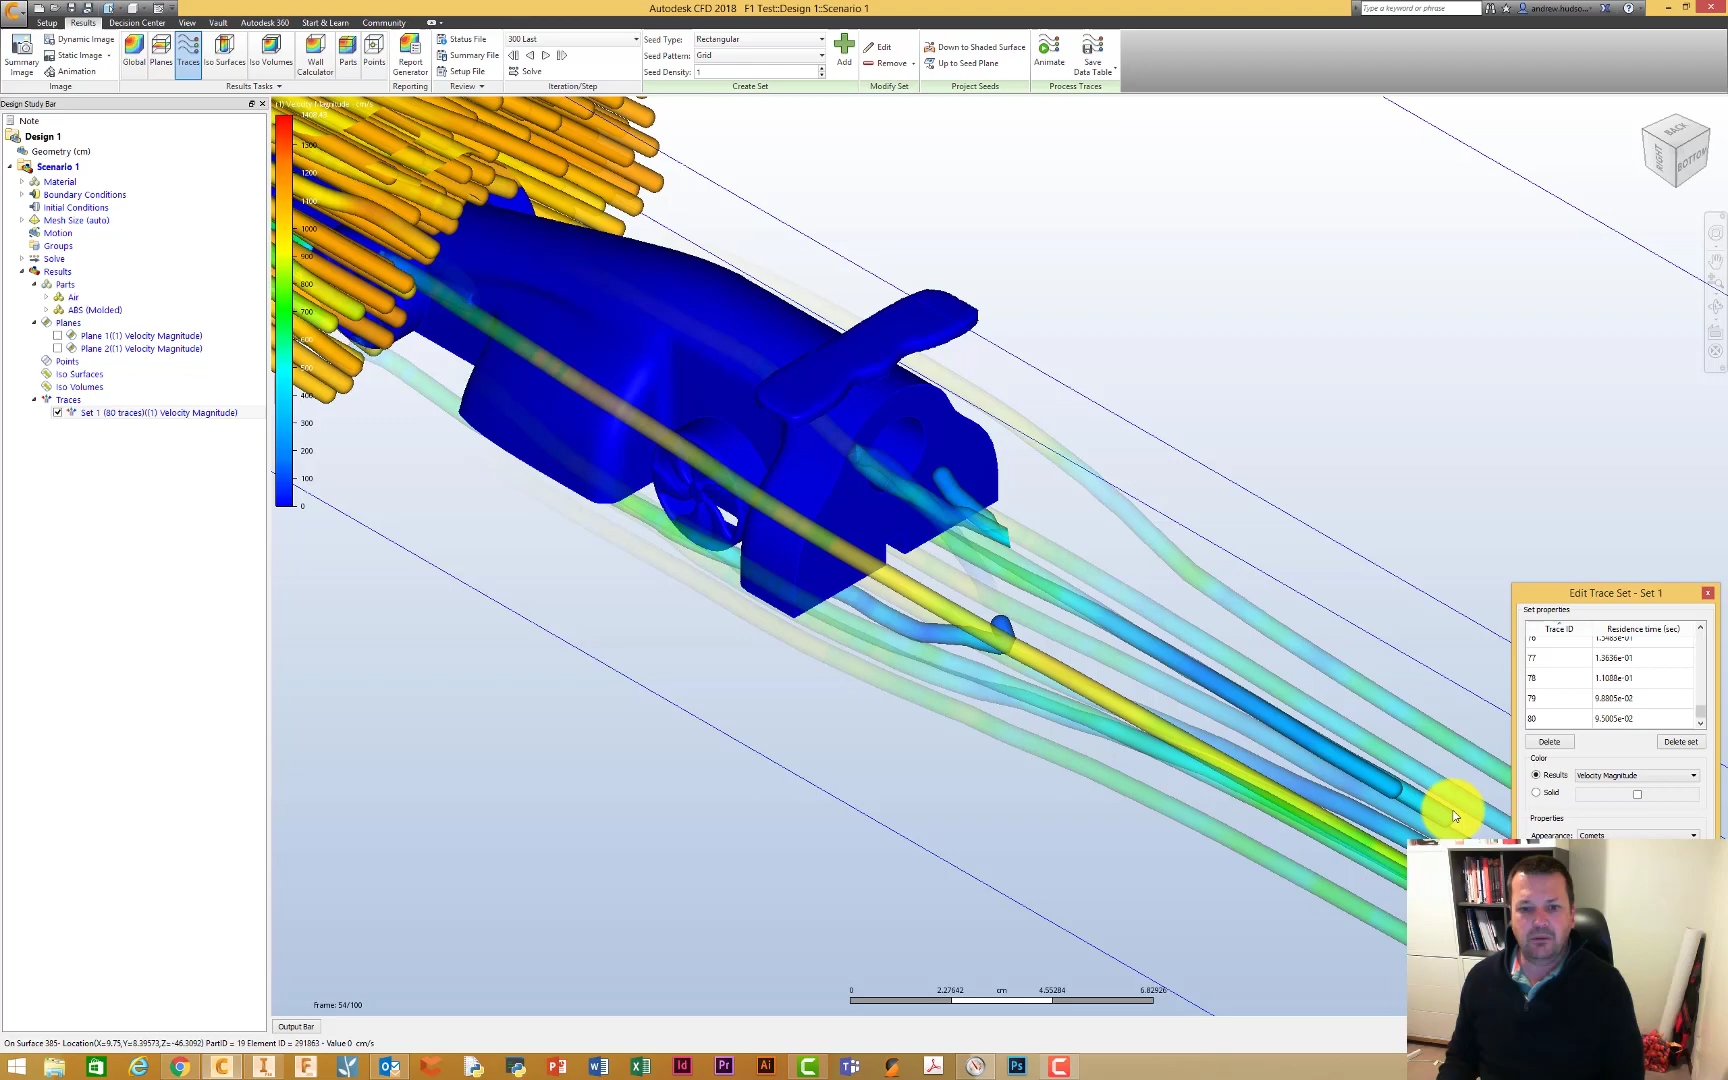 Autodesk CFD 2018   F1 Test::Design 1::Scenario 1
Type a keyword or phrase
andrew.hudso...
Setup
Results
Decision Center
View
Vault
Autodesk 360
Start & Learn
Community
Summary Image
Dynamic Image
Static Image
Animation
Image
Global
Planes
Traces
Iso Surfaces
Iso Volumes
Wall Calculator
Parts
Points
Results Tasks
Report Generator
Reporting
Status File
Summary File
Setup File
Review
300 Last
Solve
Iteration/Step
Seed Type: Rectangular
Seed Pattern: Grid
Seed Density: 1
Add
Create Set
Edit
Remove
Modify Set
Down to Shaded Surface
Up to Seed Plane
Project Seeds
Animate
Save Data Table
Process Traces
Design Study Bar
Note
Design 1
Geometry (cm)
Scenario 1
Material
Boundary Conditions
Initial Conditions
Mesh Size (auto)
Motion
Groups
Solve
Results
Parts
Air
ABS (Molded)
Planes
Plane 1((1) Velocity Magnitude)
Plane 2((1) Velocity Magnitude)
Points
Iso Surfaces
Iso Volumes
Traces
Set 1 (80 traces)((1) Velocity Magnitude)
(1) Velocity Magnitude - cm/s
1408.45
1300
1200
1000
900
800
700
600
500
400
300
200
100
0
BACK
RIGHT
BOTTOM
Edit Trace Set - Set 1
Set properties
Trace ID
Residence time (sec)
76
77 1.3636e-01
78 1.1088e-01
79 9.8805e-02
80 9.5005e-02
Delete
Delete set
Color
Results
Velocity Magnitude
Solid
Properties
Appearance: Comets
0 2.27642 cm 4.55284 6.82926
Frame: 54/100
Output Bar
On Surface 385- Location(X=9.75,Y=8.39573,Z=-46.3092) PartID = 19 Element ID = 291863 - Value 0 cm/s